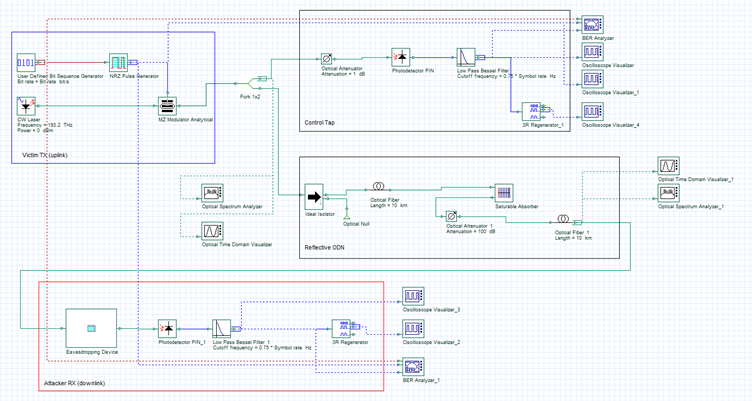 BER Analyzer
Oscilloscope Visualizer
Oscilloscope Visualizer_1
Oscilloscope Visualizer_4
0101
User Defined Bit Sequence Generator
Bit rate = Bit rate bit/s
NRZ Pulse Generator
CW Laser
Frequency = 193.2 THz
Power = 0 dBm
MZ Modulator Analytical
Victim TX (uplink)
Fork 1x2
Optical Attenuator
Attenuation = 1 dB
Photodetector PIN
Low Pass Bessel Filter
Cutoff frequency = 0.75 * Symbol rate Hz
3R
3R Regenerator_1
Control Tap
Optical Spectrum Analyzer
Optical Time Domain Visualizer
Ideal Isolator
Optical Null
Optical Fiber
Length = 10 km
Saturable Absorber
Optical Attenuator 1
Attenuation = 100 dB
Optical Fiber 1
Length = 10 km
Reflective ODN
Optical Time Domain Visualizer_1
Optical Spectrum Analyzer_1
Eavesdropping Device
Photodetector PIN_1
Low Pass Bessel Filter 1
Cutoff frequency = 0.75 * Symbol rate Hz
3R
3R Regenerator
Attacker RX (downlink)
Oscilloscope Visualizer_3
Oscilloscope Visualizer_2
BER Analyzer_1